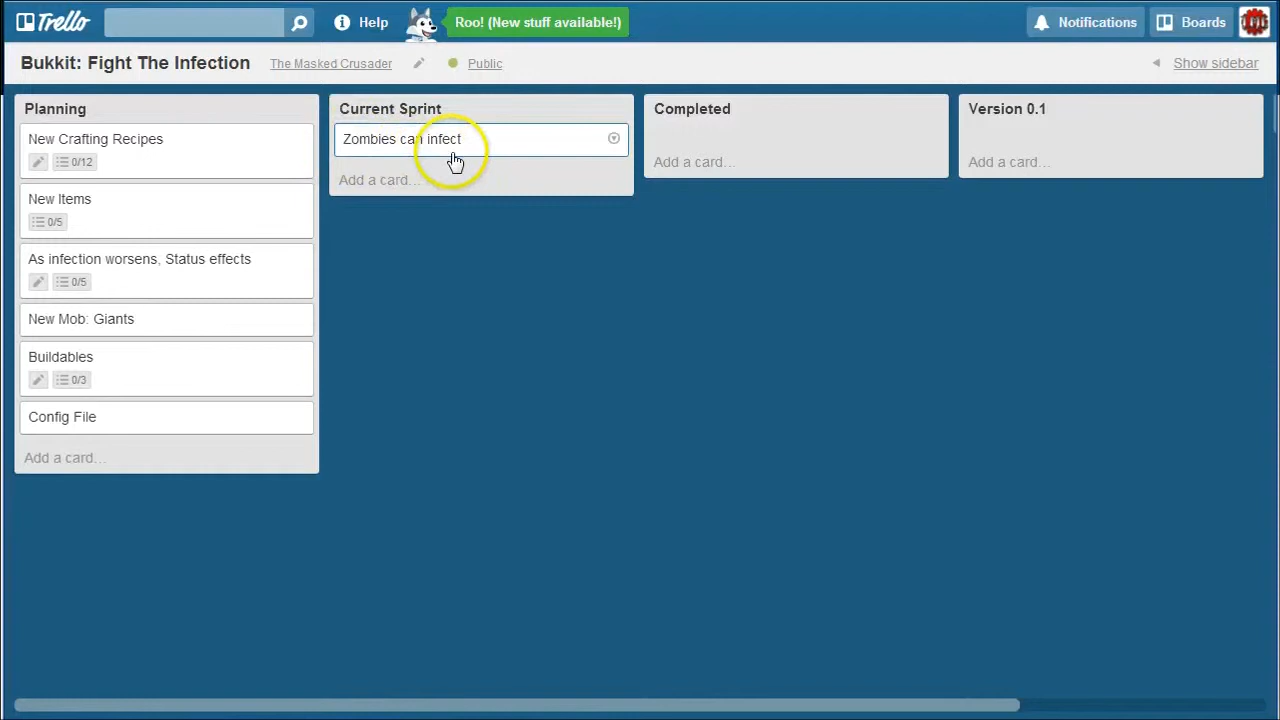 Trello
Help
Roo! (New stuff available!)
Notifications
Boards
Bukkit: Fight The Infection
The Masked Crusader
Public
Show sidebar
Planning
New Crafting Recipes
0/12
New Items
0/5
As infection worsens, Status effects
0/5
New Mob: Giants
Buildables
0/3
Config File
Add a card…
Current Sprint
Zombies can infect
Add a card…
Completed
Add a card…
Version 0.1
Add a card…